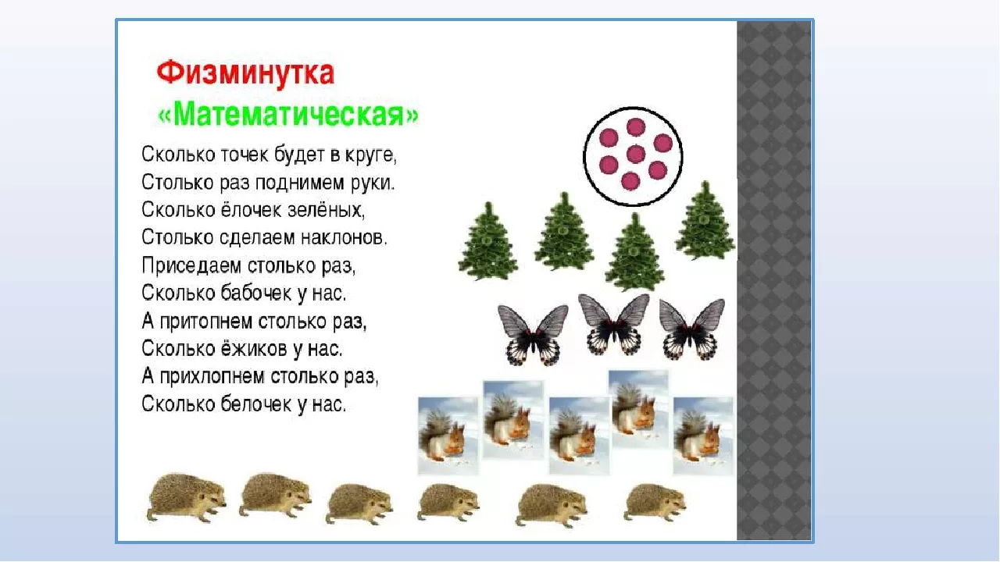 Физминутка
«Математическая»
Сколько точек будет в круге,
Столько раз поднимем руки.
Сколько ёлочек зелёных,
Столько сделаем наклонов.
Приседаем столько раз,
Сколько бабочек у нас.
А притопнем столько раз,
Сколько ёжиков у нас.
А прихлопнем столько раз,
Сколько белочек у нас.